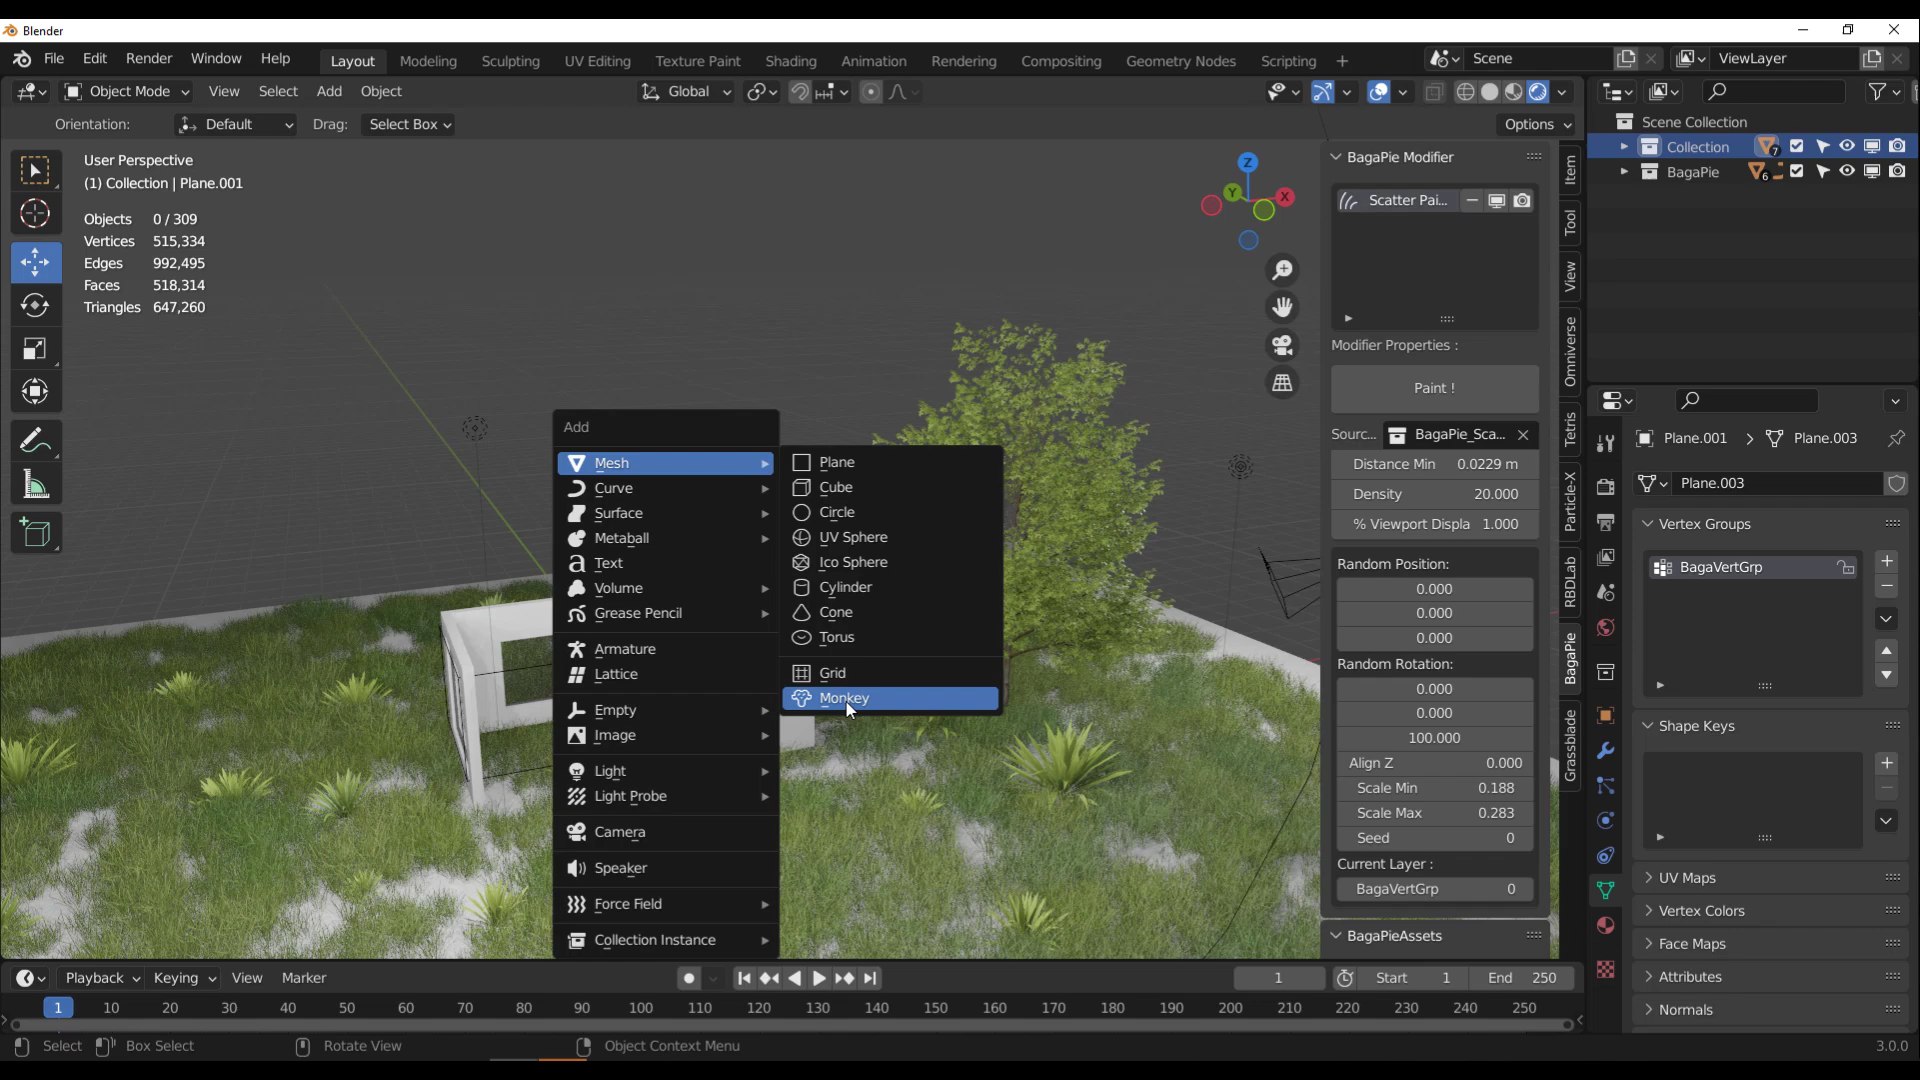 Blender
File Edit Render Window Help Layout Modeling Sculpting UV Editing Texture Paint Shading Animation Rendering Compositing Geometry Nodes Scripting + Scene ViewLayer
Object Mode View Select Add Object Global
Orientation: Default Drag: Select Box Options
User Perspective
(1) Collection | Plane.001
Objects 0 / 309
Vertices 515,334
Edges 992,495
Faces 518,314
Triangles 647,260
Z
Y
X
Add
Mesh
Curve
Surface
Metaball
Text
Volume
Grease Pencil
Armature
Lattice
Empty
Image
Light
Light Probe
Camera
Speaker
Force Field
Collection Instance
Plane
Cube
Circle
UV Sphere
Ico Sphere
Cylinder
Cone
Torus
Grid
Monkey
BagaPie Modifier
Scatter Pai...
Modifier Properties :
Paint !
Sourc... BagaPie_Sca...
Distance Min 0.0229 m
Density 20.000
% Viewport Displa 1.000
Random Position:
0.000
0.000
0.000
Random Rotation:
0.000
0.000
100.000
Align Z 0.000
Scale Min 0.188
Scale Max 0.283
Seed 0
Current Layer :
BagaVertGrp 0
BagaPieAssets
Item
Tool
View
Omniverse
Tetris
Particle-X
RBDLab
BagaPie
Grassblade
Scene Collection
Collection 7
BagaPie 6
Plane.001 > Plane.003
Plane.003
Vertex Groups
BagaVertGrp
Shape Keys
UV Maps
Vertex Colors
Face Maps
Attributes
Normals
Playback Keying View Marker 1 Start 1 End 250
1 10 20 30 40 50 60 70 80 90 100 110 120 130 140 150 160 170 180 190 200 210 220 230 240 250
Select Box Select Rotate View Object Context Menu 3.0.0